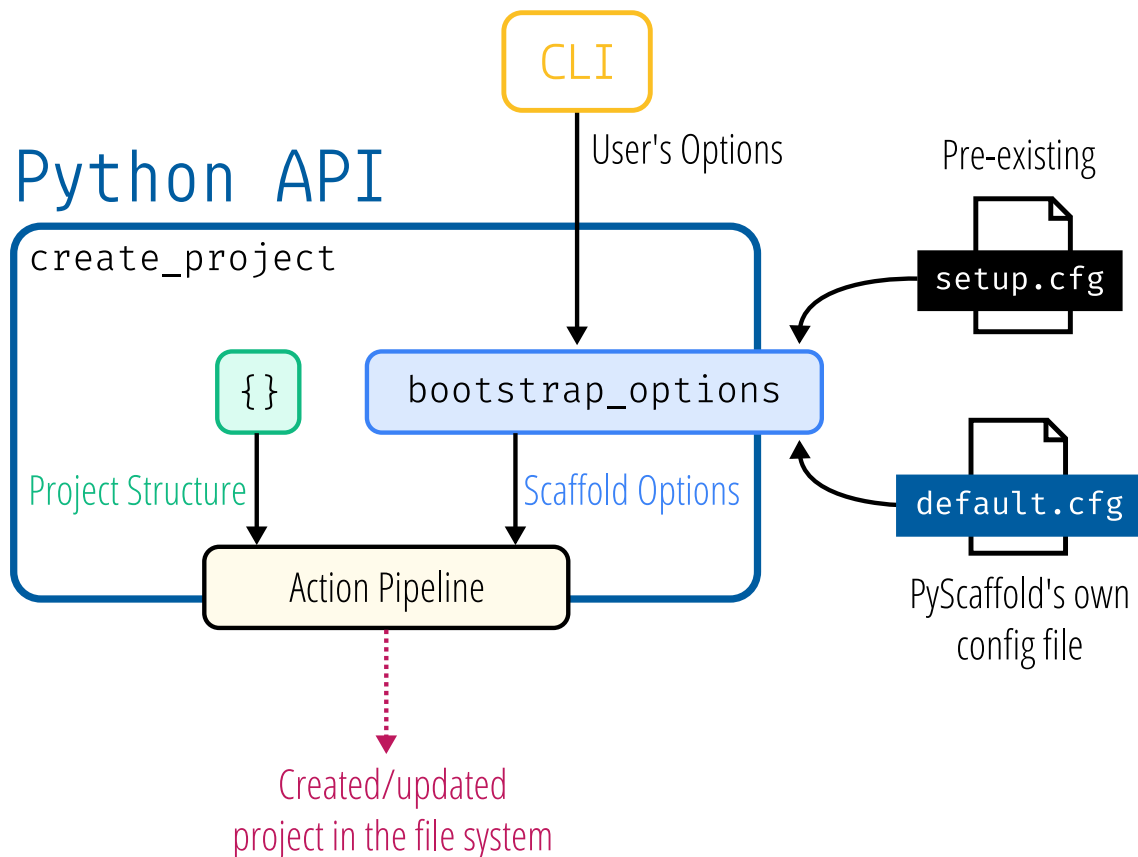 CLI
User's Options
Python API
Pre-existing
create_project
setup.cfg
{}
bootstrap_options
Project Structure
Scaffold Options
default.cfg
Action Pipeline
PyScaffold's own
config file
Created/updated
project in the file system